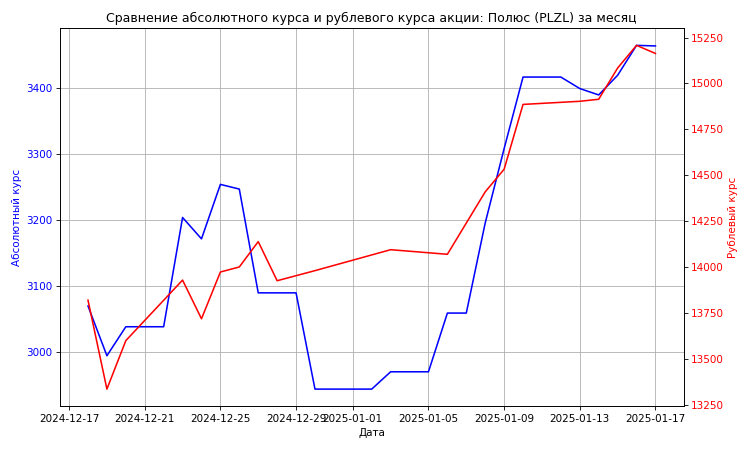 Сравнение абсолютного курса и рублевого курса акции: Полюс (PLZL) за месяц
Абсолютный курс
3400
3300
3200
3100
3000
15250
15000
14750
14500
14250
14000
13750
13500
13250
Рублевый курс
2024-12-17 2024-12-21 2024-12-25 2024-12-29 2025-01-01 2025-01-05 2025-01-09 2025-01-13 2025-01-17
Дата